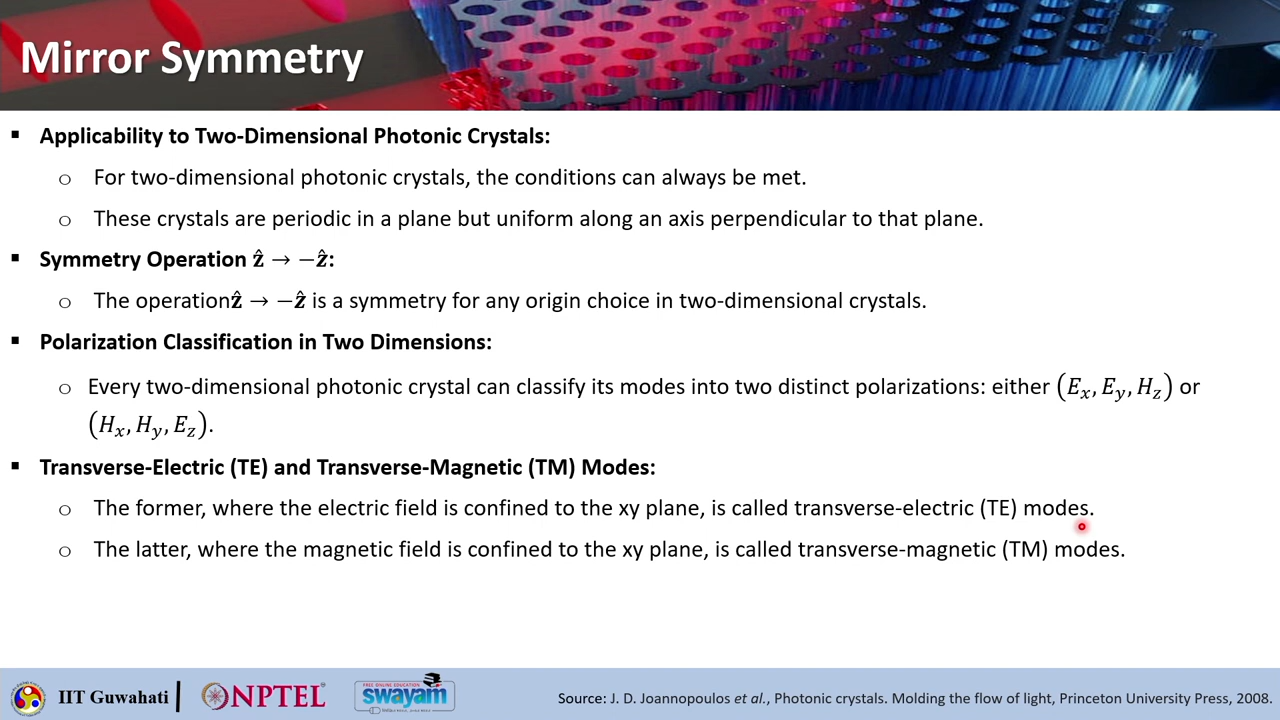 Mirror Symmetry
▪ Applicability to Two-Dimensional Photonic Crystals:
o For two-dimensional photonic crystals, the conditions can always be met.
o These crystals are periodic in a plane but uniform along an axis perpendicular to that plane.
▪ Symmetry Operation ẑ → −ẑ:
o The operationẑ → −ẑ is a symmetry for any origin choice in two-dimensional crystals.
▪ Polarization Classification in Two Dimensions:
o Every two-dimensional photonic crystal can classify its modes into two distinct polarizations: either (Eₓ, E_y, H_z) or
(Hₓ, H_y, E_z).
▪ Transverse-Electric (TE) and Transverse-Magnetic (TM) Modes:
o The former, where the electric field is confined to the xy plane, is called transverse-electric (TE) modes.
o The latter, where the magnetic field is confined to the xy plane, is called transverse-magnetic (TM) modes.
IIT Guwahati
NPTEL
FREE ONLINE EDUCATION
swayam
Source: J. D. Joannopoulos et al., Photonic crystals. Molding the flow of light, Princeton University Press, 2008.